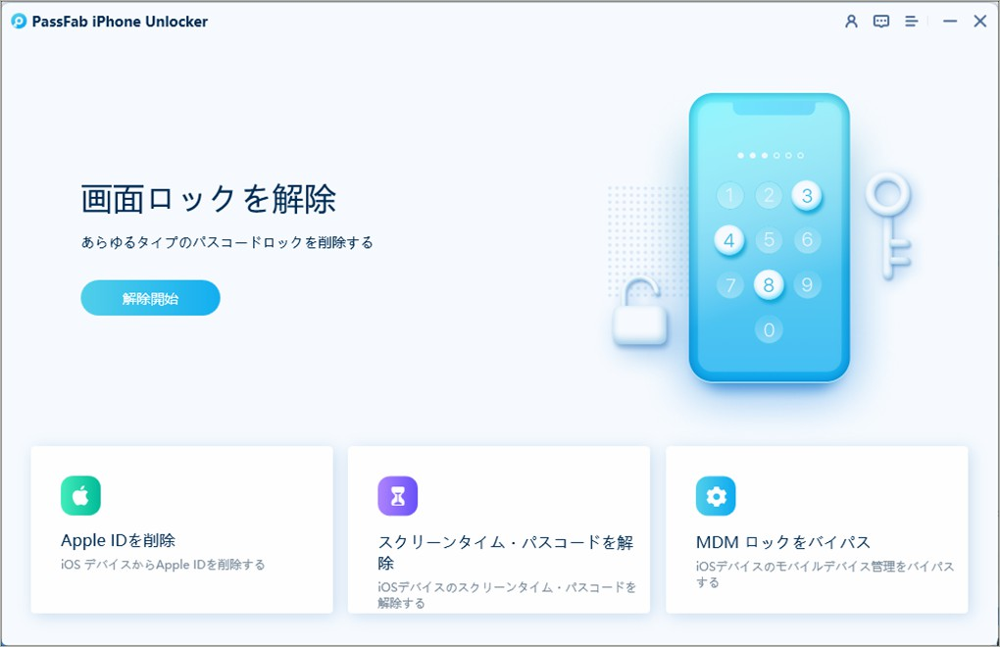 PassFab iPhone Unlocker
画面ロックを解除
あらゆるタイプのパスコードロックを削除する
解除開始
1 2 3
4 5 6
7 8 9
0
Apple IDを削除
iOS デバイスからApple IDを削除する
スクリーンタイム・パスコードを解
除
iOSデバイスのスクリーンタイム・パスコードを
解除する
MDM ロックをバイパス
iOSデバイスのモバイルデバイス管理をバイパス
する